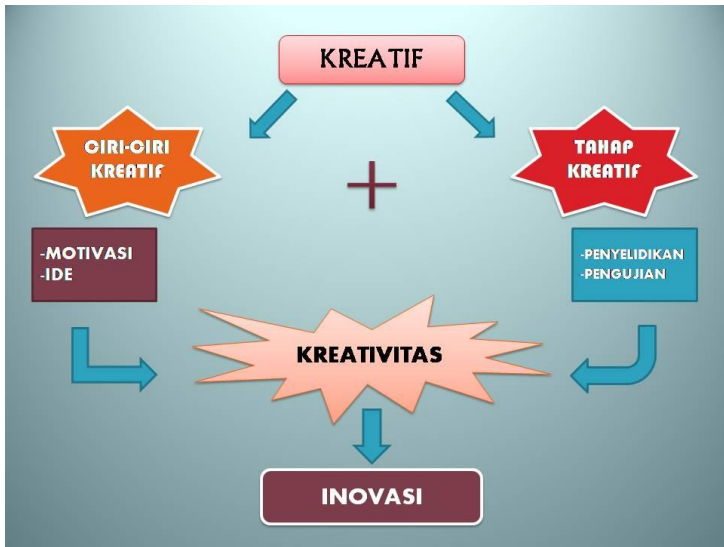 KREATIF
CIRI-CIRI
KREATIF
TAHAP
KREATIF
-MOTIVASI
-IDE
-PENYELIDIKAN
-PENGUJIAN
KREATIVITAS
INOVASI